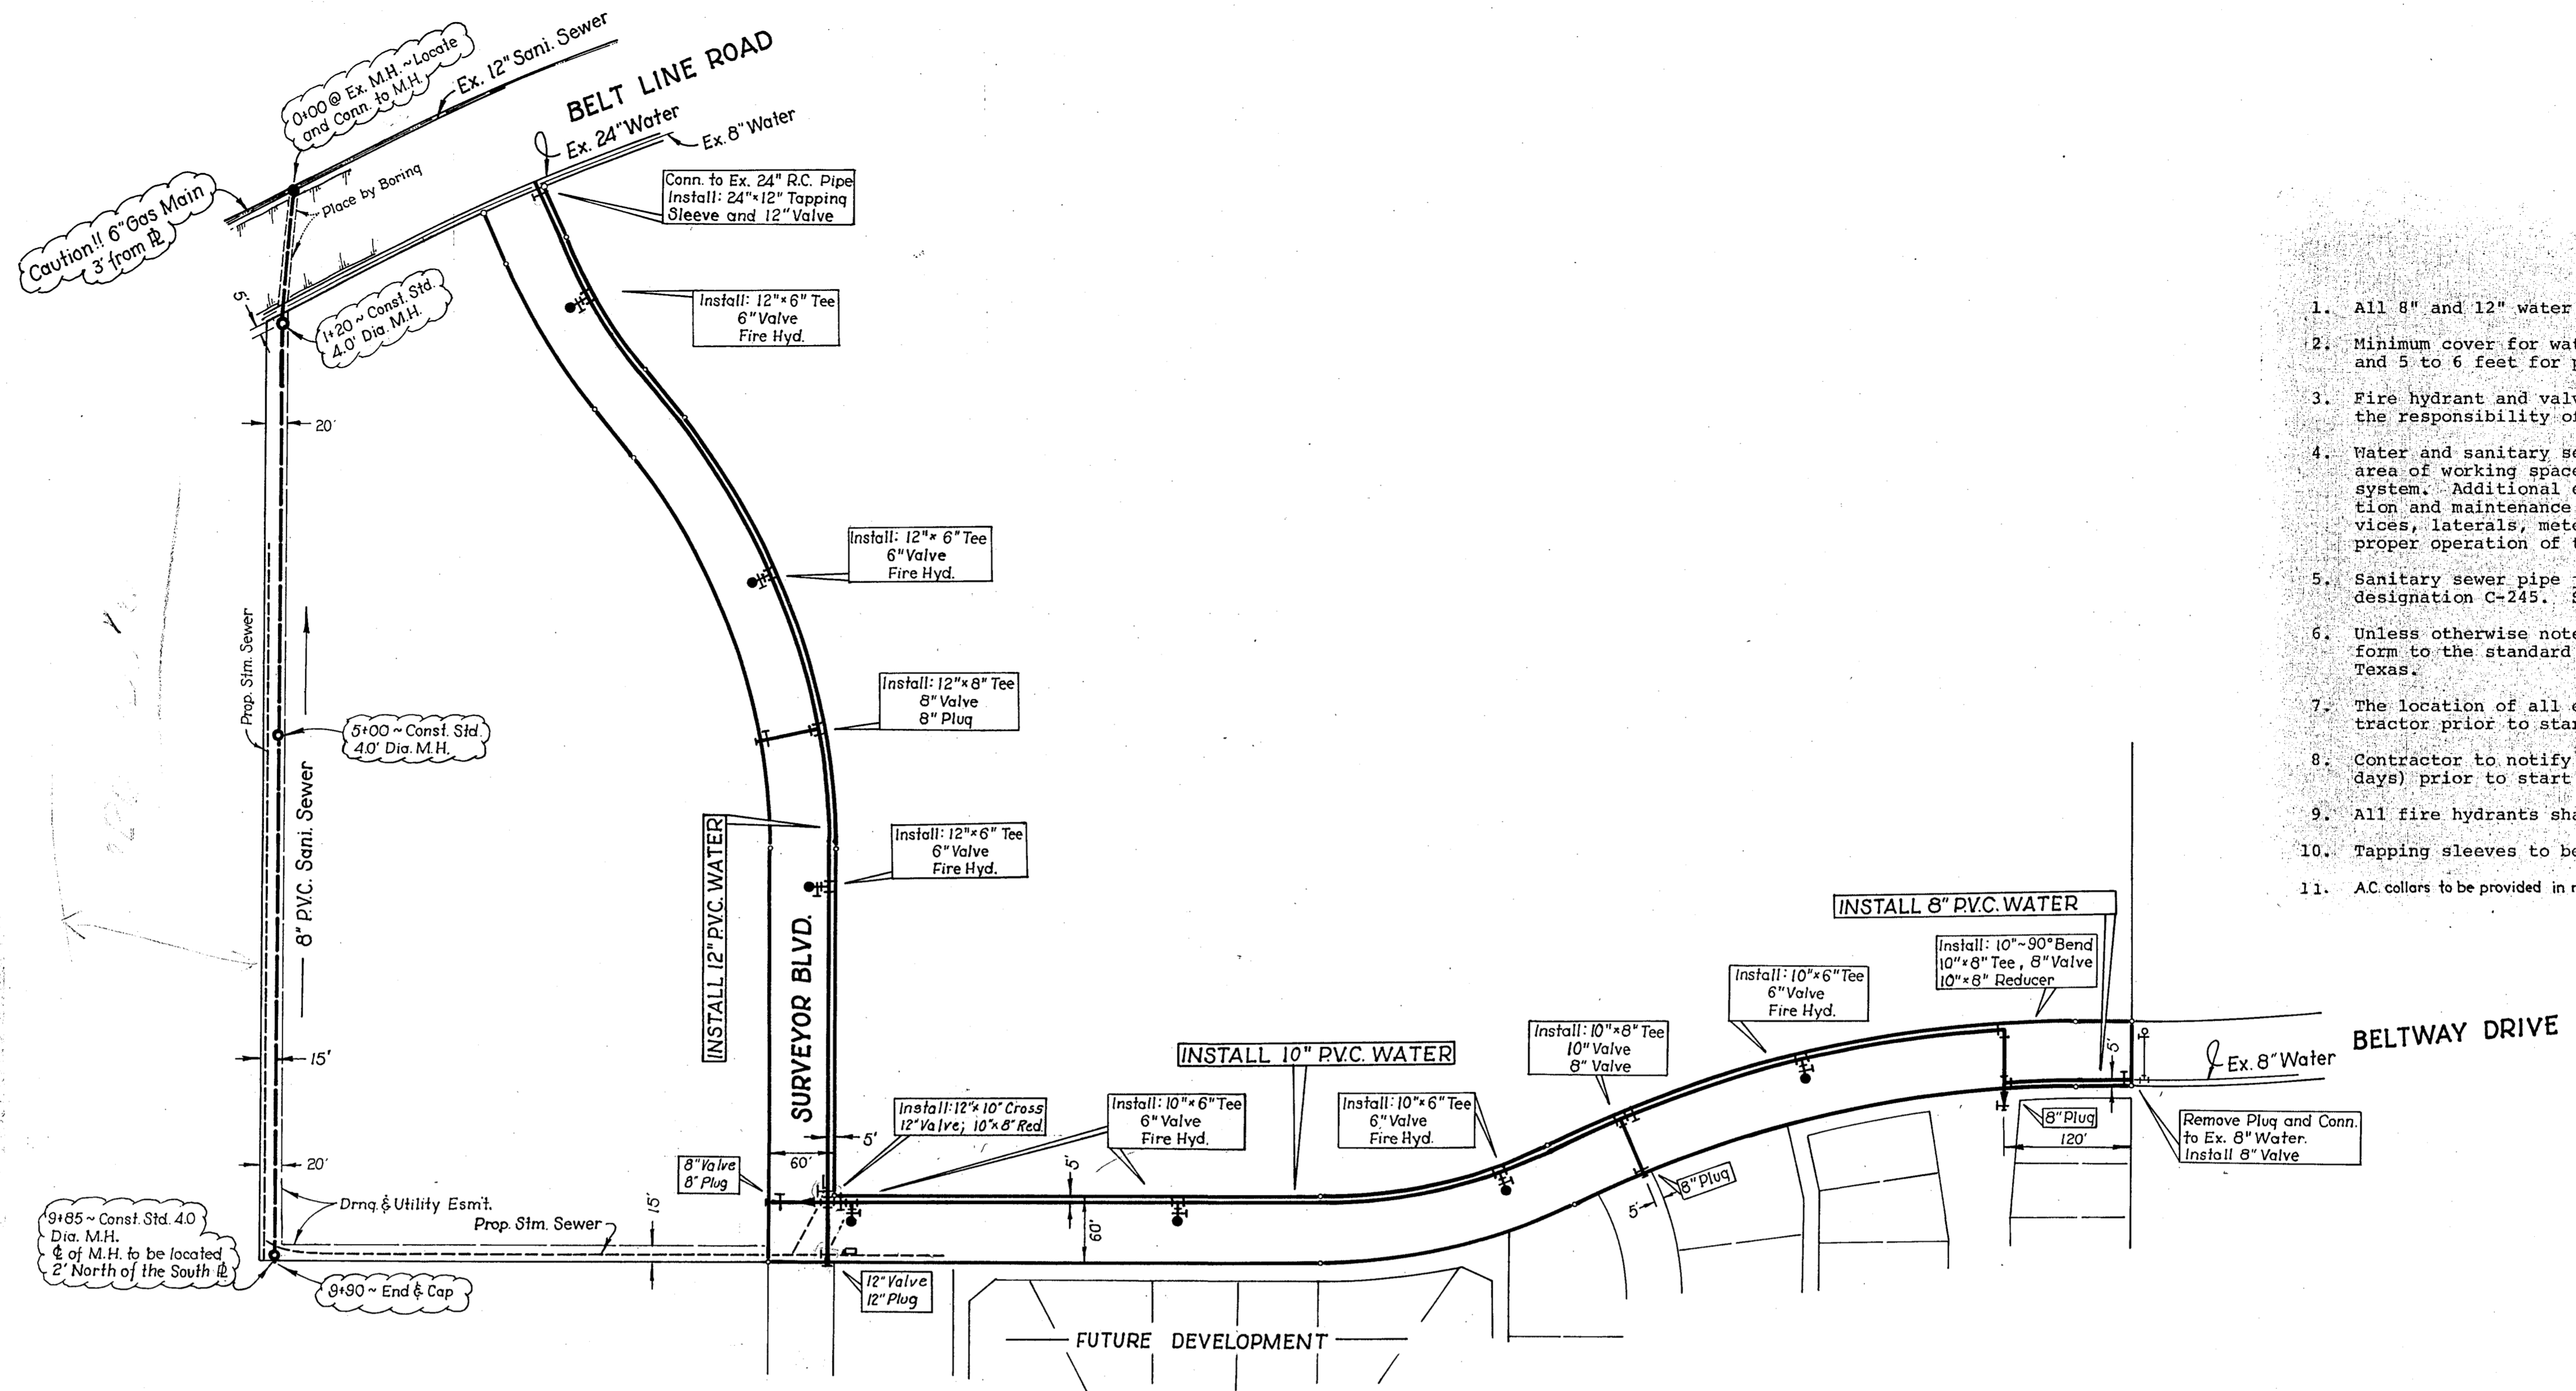 0+00 @ Ex. M.H. ~ Locate
and Conn. to M.H.
Ex. 12" Sani. Sewer
BELT LINE ROAD
Ex. 24" Water
Ex. 8" Water
Caution!! 6" Gas Main
3' from ⅊
Place by Boring
Conn. to Ex. 24" R.C. Pipe
Install: 24"×12" Tapping
Sleeve and 12" Valve
5'
1+20 ~ Const. Std.
4.0' Dia. M.H.
Install: 12"×6" Tee
6" Valve
Fire Hyd.
20'
Install: 12"×6" Tee
6" Valve
Fire Hyd.
Prop. Stm. Sewer
5+00 ~ Const. Std.
4.0' Dia. M.H.
8" P.V.C. Sani. Sewer
Install: 12"×8" Tee
8" Valve
8" Plug
INSTALL 12" P.V.C. WATER
Install: 12"×6" Tee
6" Valve
Fire Hyd.
SURVEYOR BLVD.
15'
20'
Drng. & Utility Esm't.
Prop. Stm. Sewer
15'
9+85 ~ Const. Std. 4.0
Dia. M.H.
℄ of M.H. to be located
2' North of the South ⅊
9+90 ~ End & Cap
8" Valve
8" Plug
60'
5'
Install: 12"×10" Cross
12" Valve; 10"×8" Red.
12" Valve
12" Plug
Install: 10"×6" Tee
6" Valve
Fire Hyd.
5'
60'
INSTALL 10" P.V.C. WATER
Install: 10"×6" Tee
6" Valve
Fire Hyd.
Install: 10"×8" Tee
10" Valve
8" Valve
5'
8" Plug
Install: 10"×6" Tee
6" Valve
Fire Hyd.
INSTALL 8" P.V.C. WATER
Install: 10"~90° Bend
10"×8" Tee, 8" Valve
10"×8" Reducer
5'
8" Plug
120'
Ex. 8" Water
BELTWAY DRIVE
Remove Plug and Conn.
to Ex. 8" Water.
Install 8" Valve
FUTURE DEVELOPMENT
1. All 8" and 12" water
2. Minimum cover for
and 5 to 6 feet for
3. Fire hydrant and
the responsibility
4. Water and sanitary
area of working space
system. Additional
tion and maintenance
vices, laterals,
proper operation of
5. Sanitary sewer pipe
designation C-245.
6. Unless otherwise
form to the standard
Texas.
7. The location of all
tractor prior to
8. Contractor to notify
days) prior to start
9. All fire hydrants
10. Tapping sleeves to
11. A.C. collars to be provided in